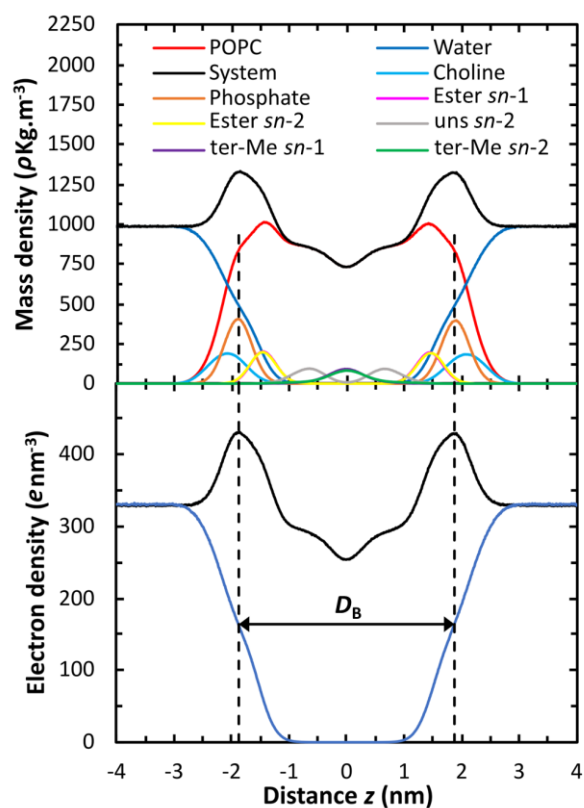 2250
2000
1750
1500
1250
1000
750
500
250
0
Mass density (ρKg.m⁻³)
POPC
Water
System
Choline
Phosphate
Ester sn-1
Ester sn-2
uns sn-2
ter-Me sn-1
ter-Me sn-2
400
300
200
100
0
Electron density (e nm⁻³)
D_B
-4 -3 -2 -1 0 1 2 3 4
Distance z (nm)